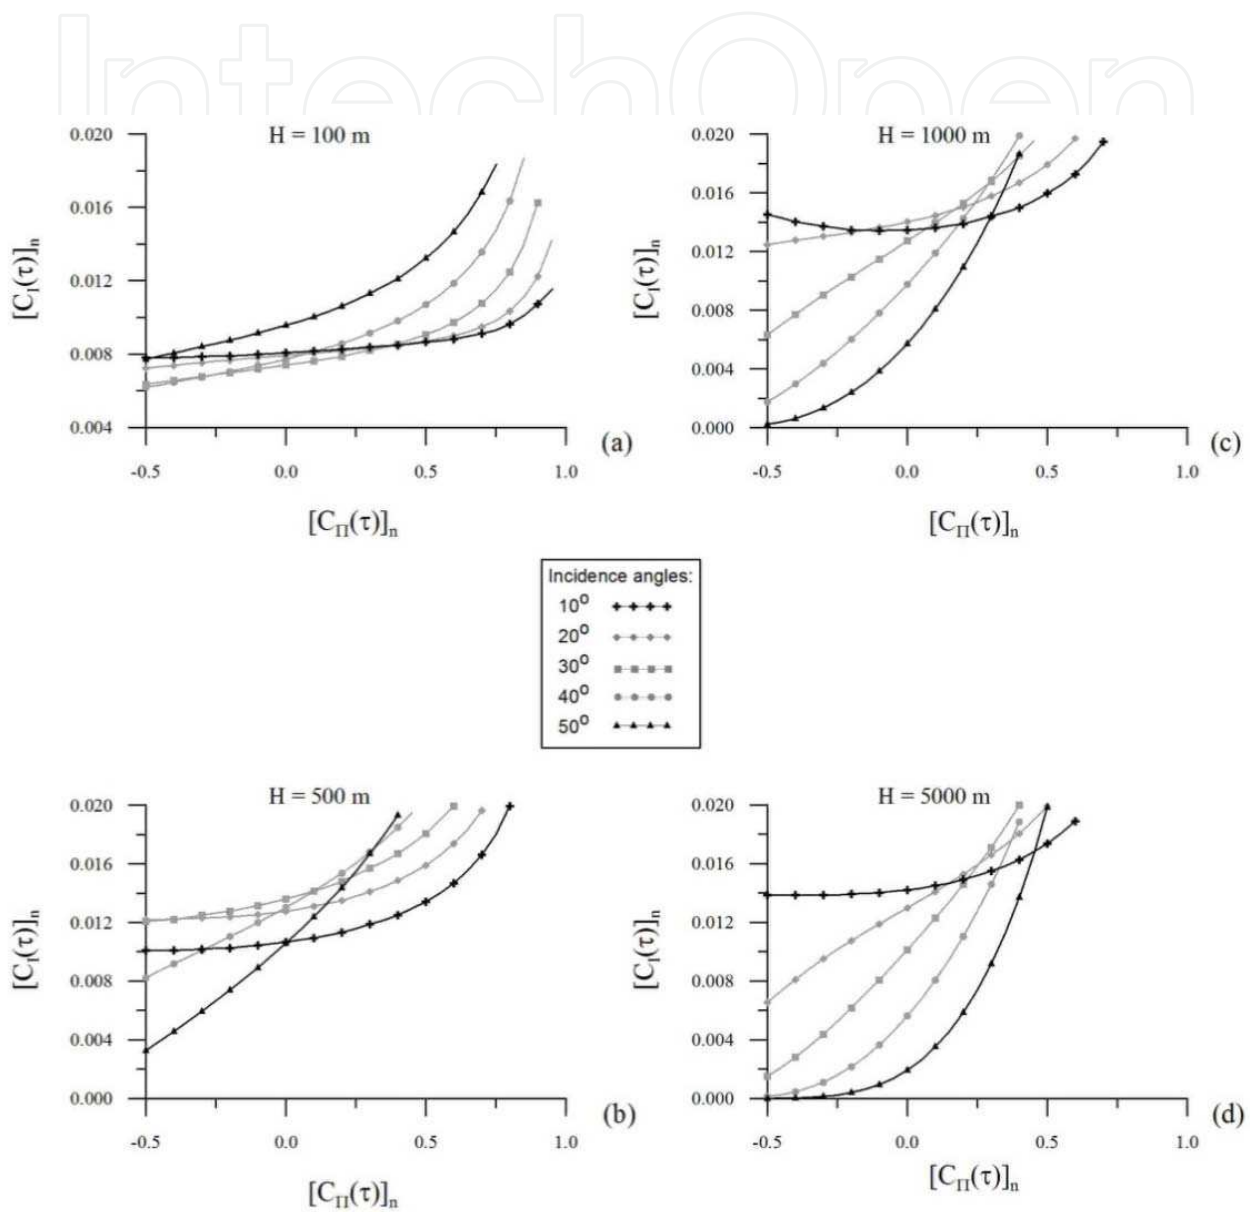 IntechOpen
H = 100 m
0.020
0.016
0.012
0.008
0.004
[C_I(τ)]_n
-0.5 0.0 0.5 1.0
[C_Π(τ)]_n
(a)
H = 1000 m
0.020
0.016
0.012
0.008
0.004
0.000
[C_I(τ)]_n
-0.5 0.0 0.5 1.0
[C_Π(τ)]_n
(c)
Incidence angles:
10°
20°
30°
40°
50°
H = 500 m
0.020
0.016
0.012
0.008
0.004
0.000
[C_I(τ)]_n
-0.5 0.0 0.5 1.0
[C_Π(τ)]_n
(b)
H = 5000 m
0.020
0.016
0.012
0.008
0.004
0.000
[C_I(τ)]_n
-0.5 0.0 0.5 1.0
[C_Π(τ)]_n
(d)